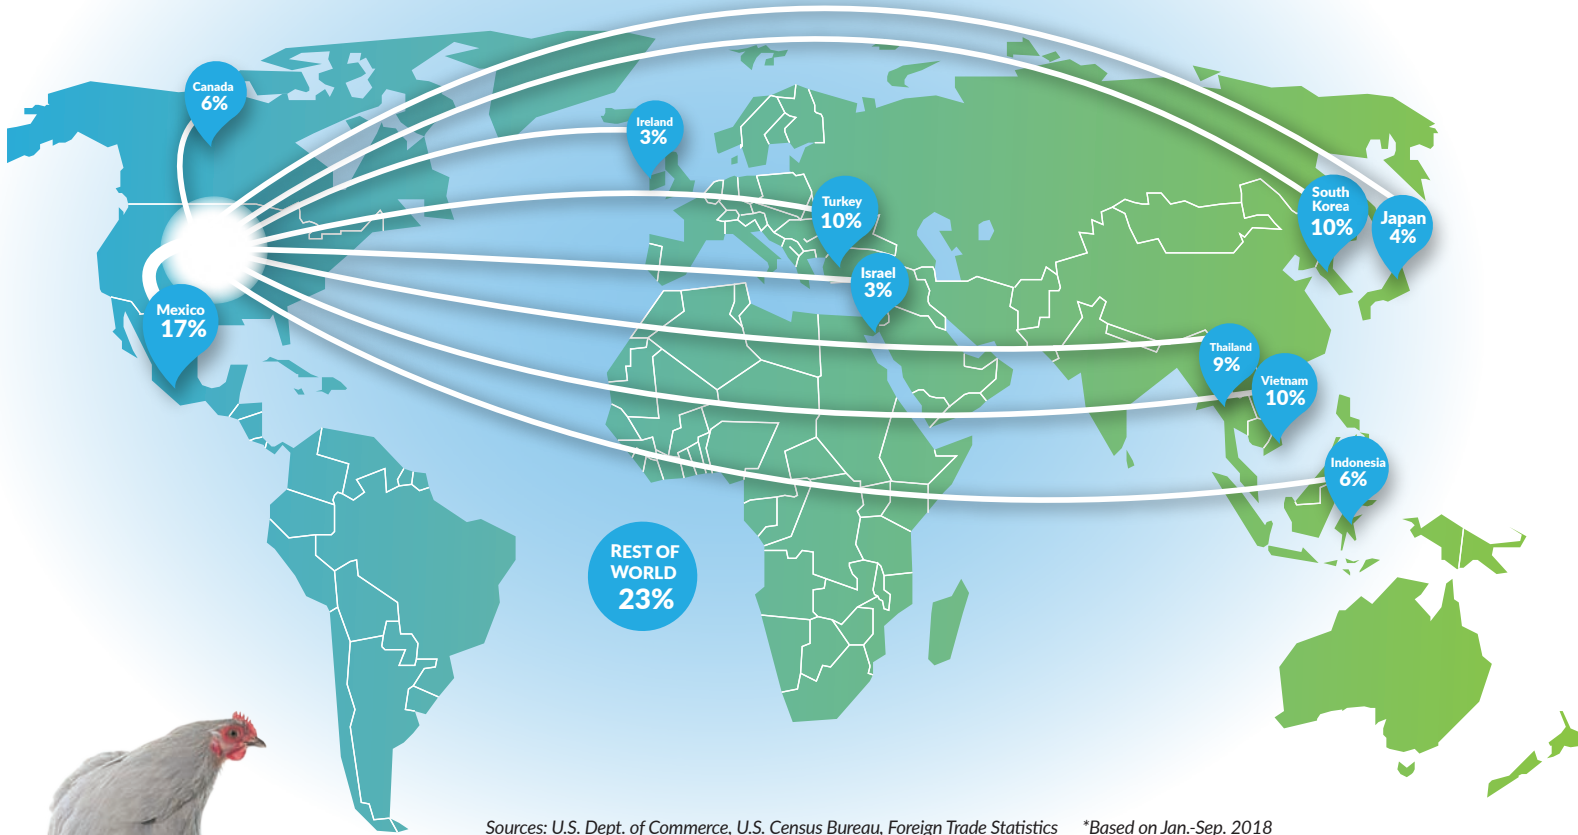 Canada
6%
Ireland
3%
Turkey
10%
South
Korea
10%
Japan
4%
Israel
3%
Mexico
17%
Thailand
9%
Vietnam
10%
Indonesia
6%
REST OF
WORLD
23%
Sources: U.S. Dept. of Commerce, U.S. Census Bureau, Foreign Trade Statistics *Based on Jan.-Sep. 2018